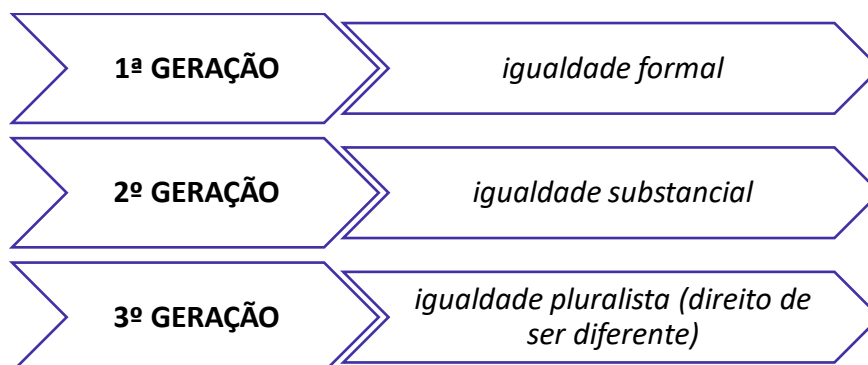 1ª GERAÇÃO
igualdade formal
2º GERAÇÃO
igualdade substancial
3º GERAÇÃO
igualdade pluralista (direito de
ser diferente)